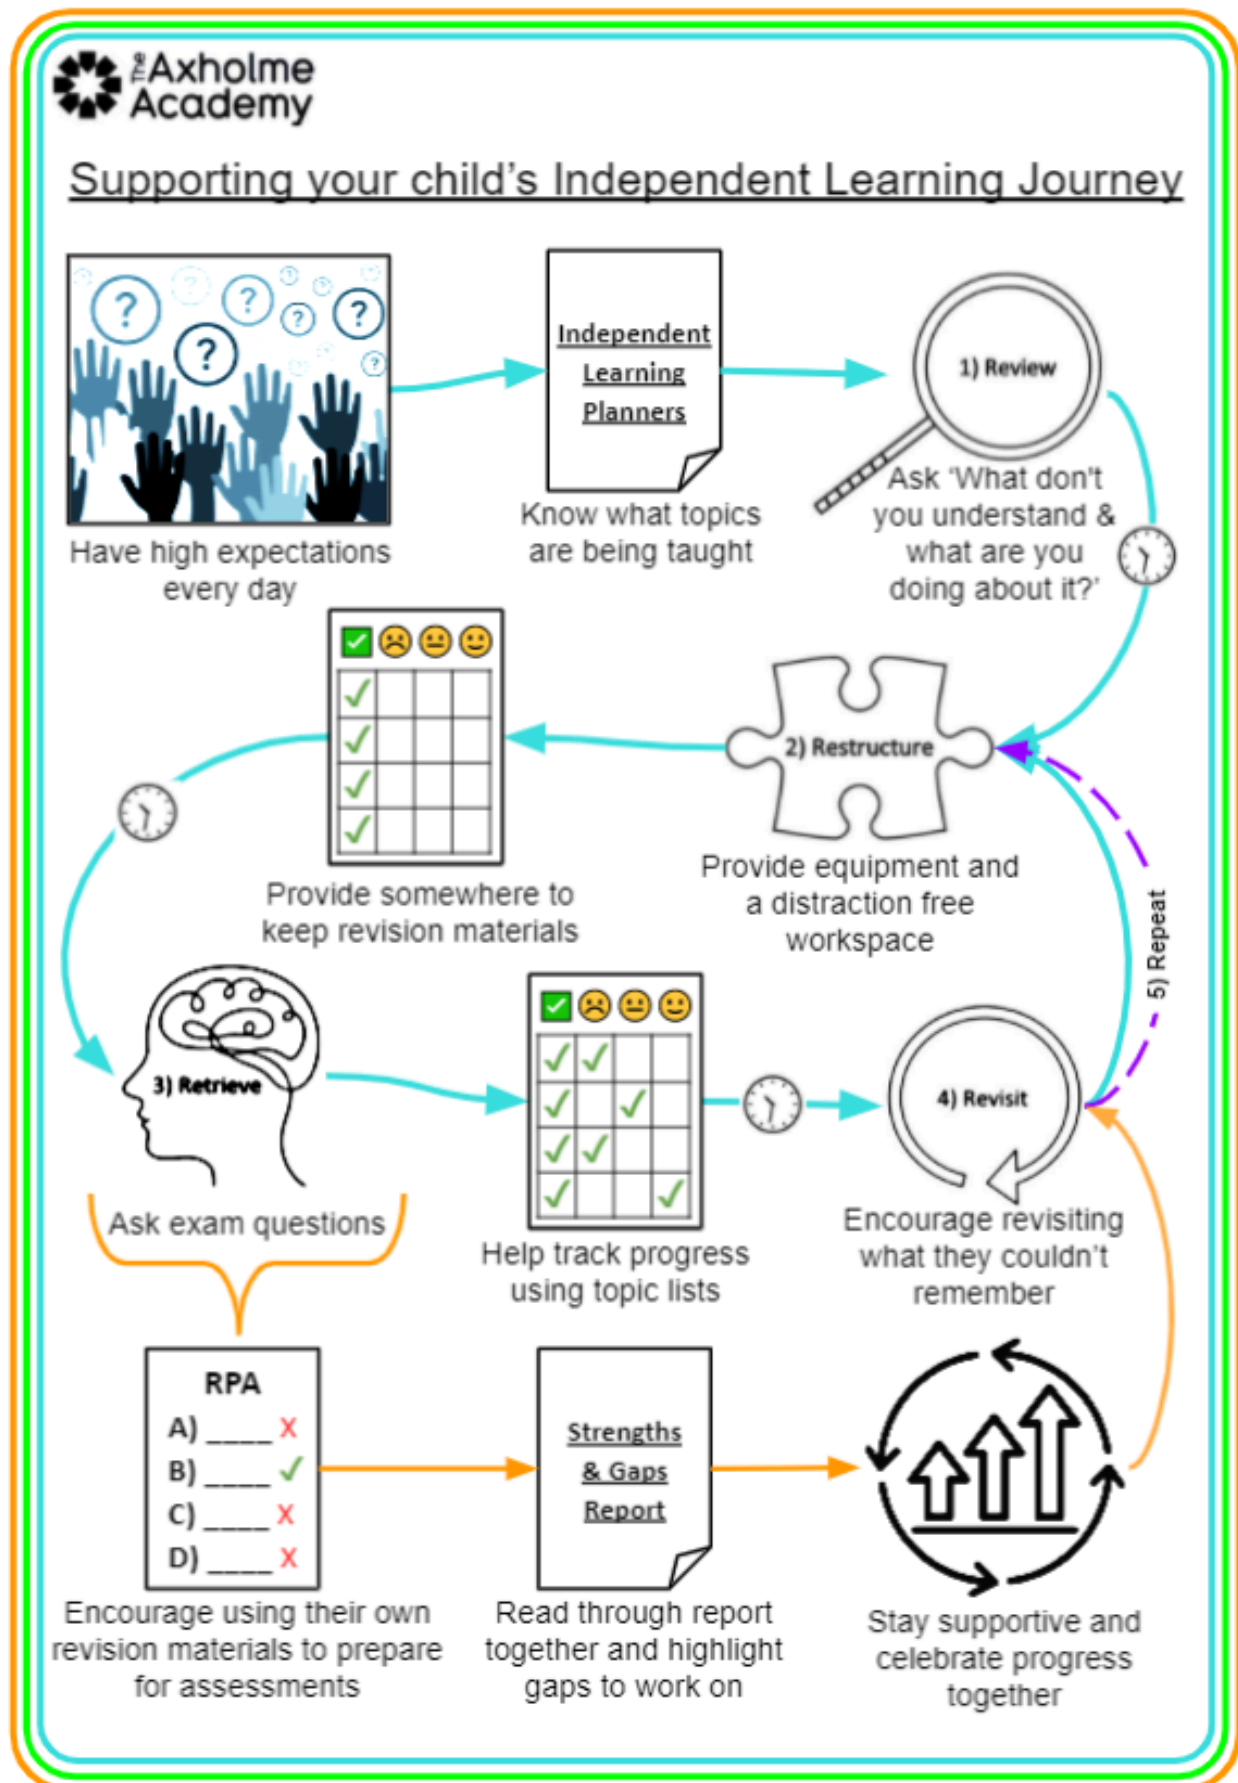 The Axholme
Academy
Supporting your child's Independent Learning Journey
? ? ? ? ? ? ?
Independent
Learning
Planners
1) Review
Have high expectations
every day
Know what topics
are being taught
Ask 'What don't
you understand &
what are you
doing about it?'
2) Restructure
Provide somewhere to
keep revision materials
Provide equipment and
a distraction free
workspace
5) Repeat
3) Retrieve
4) Revisit
Ask exam questions
Help track progress
using topic lists
Encourage revisiting
what they couldn't
remember
RPA
A) ____ X
B) ____ ✓
C) ____ X
D) ____ X
Strengths
& Gaps
Report
Encourage using their own
revision materials to prepare
for assessments
Read through report
together and highlight
gaps to work on
Stay supportive and
celebrate progress
together